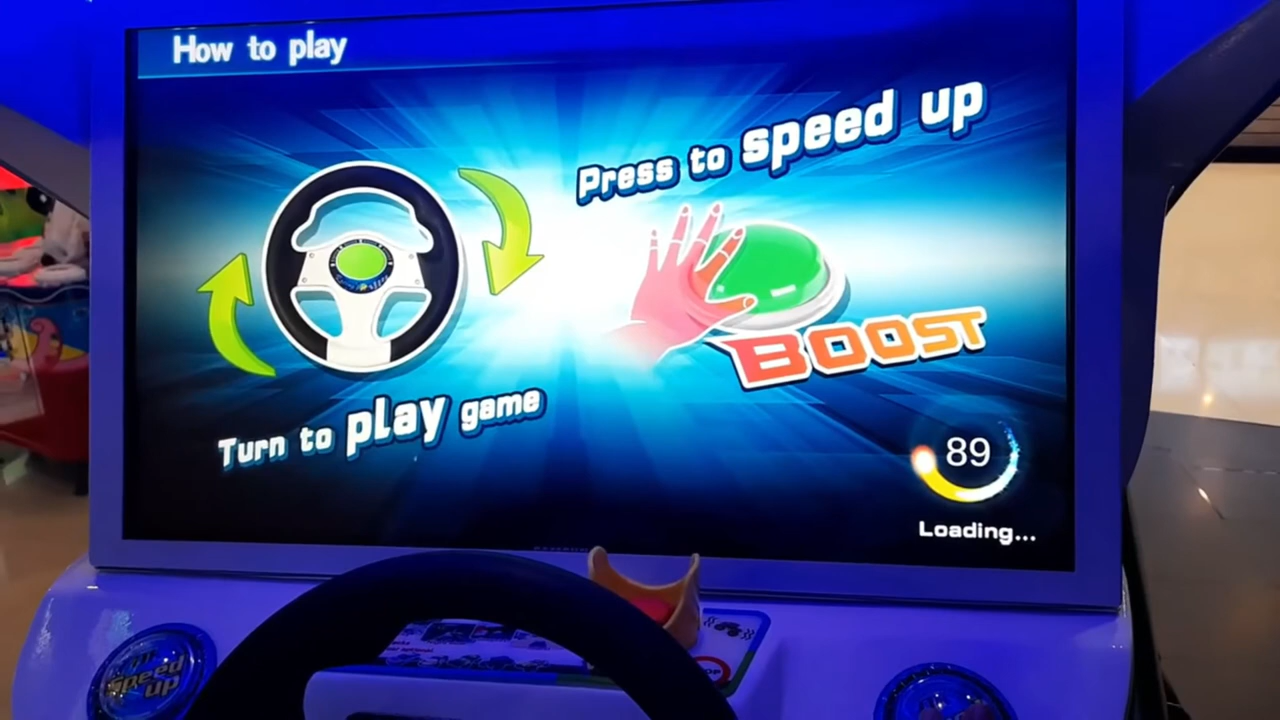 How to play
Press to speed up
BOOST
Turn to play game
89
Loading...
Speed
up